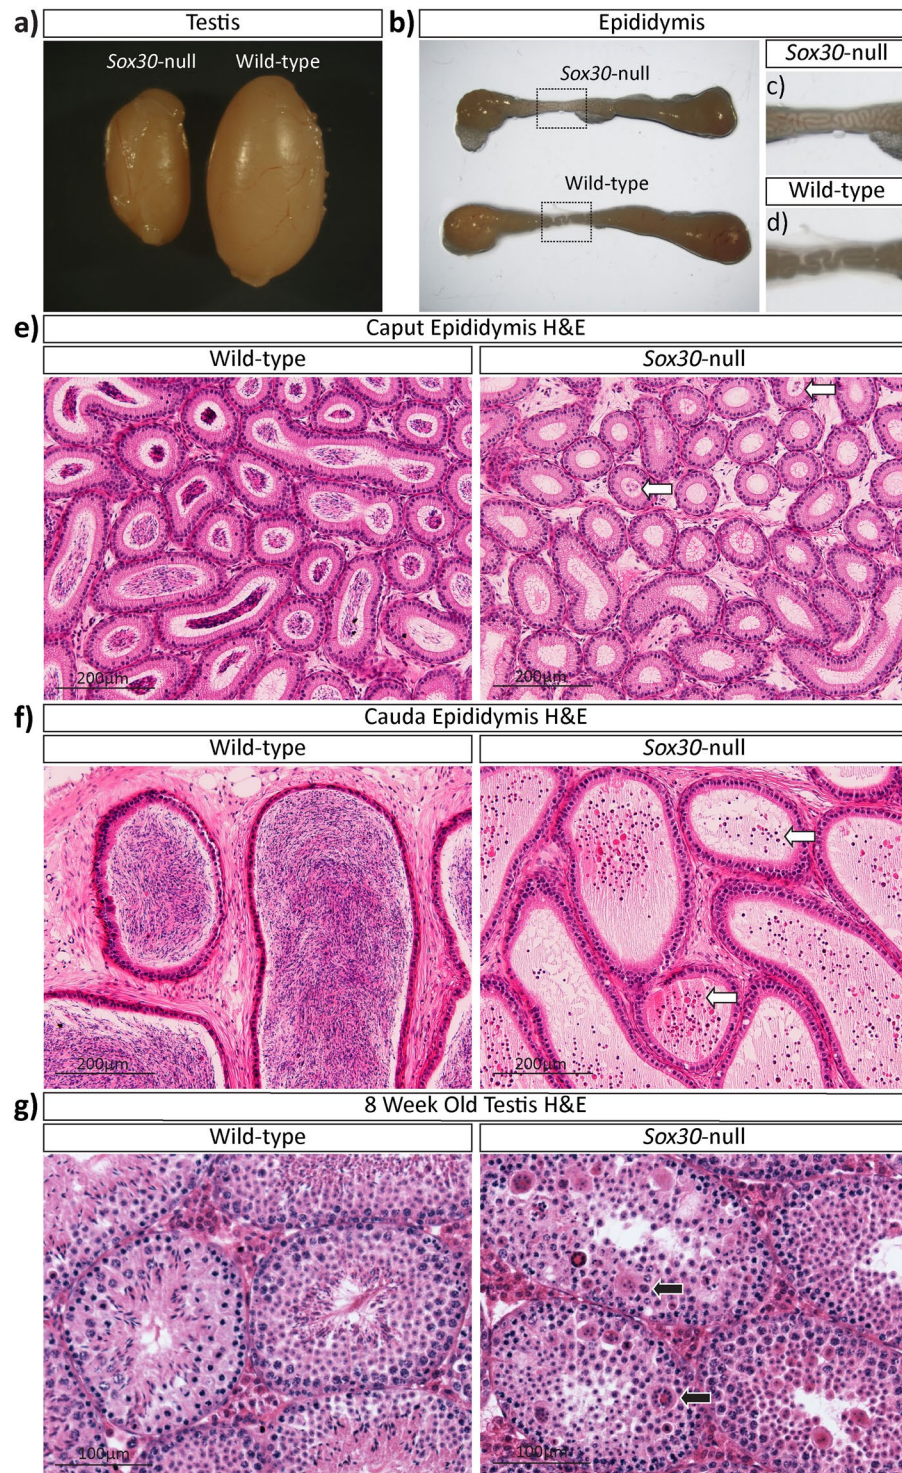 a)
Testis
Sox30-null
Wild-type
b)
Epididymis
Sox30-null
Wild-type
Sox30-null
c)
Wild-type
d)
e)
Caput Epididymis H&E
Wild-type
Sox30-null
200μm
200μm
f)
Cauda Epididymis H&E
Wild-type
Sox30-null
200μm
200μm
g)
8 Week Old Testis H&E
Wild-type
Sox30-null
100μm
100μm